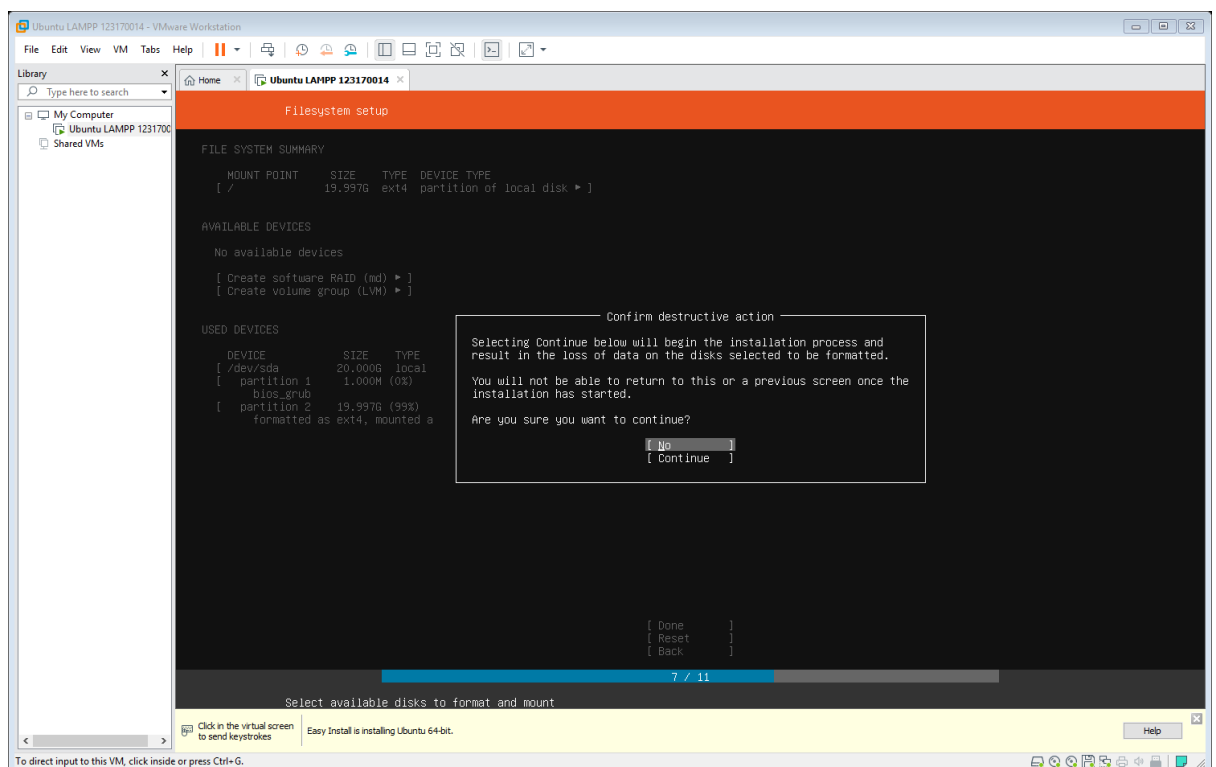 Ubuntu LAMPP 123170014 - VMware Workstation
File Edit View VM Tabs Help
Library
Type here to search
My Computer
Ubuntu LAMPP 1231700
Shared VMs
Home
Ubuntu LAMPP 123170014
Filesystem setup
FILE SYSTEM SUMMARY
MOUNT POINT SIZE TYPE DEVICE TYPE
[ / 19.997G ext4 partition of local disk ▸ ]
AVAILABLE DEVICES
No available devices
[ Create software RAID (md) ▸ ]
[ Create volume group (LVM) ▸ ]
USED DEVICES
DEVICE SIZE TYPE
[ /dev/sda 20.000G local
[ partition 1 1.000M (0%)
bios_grub
[ partition 2 19.997G (99%)
formatted as ext4, mounted a
Confirm destructive action
Selecting Continue below will begin the installation process and
result in the loss of data on the disks selected to be formatted.
You will not be able to return to this or a previous screen once the
installation has started.
Are you sure you want to continue?
[ No ]
[ Continue ]
[ Done ]
[ Reset ]
[ Back ]
7 / 11
Select available disks to format and mount
Click in the virtual screen
to send keystrokes
Easy Install is installing Ubuntu 64-bit.
Help
To direct input to this VM, click inside or press Ctrl+G.